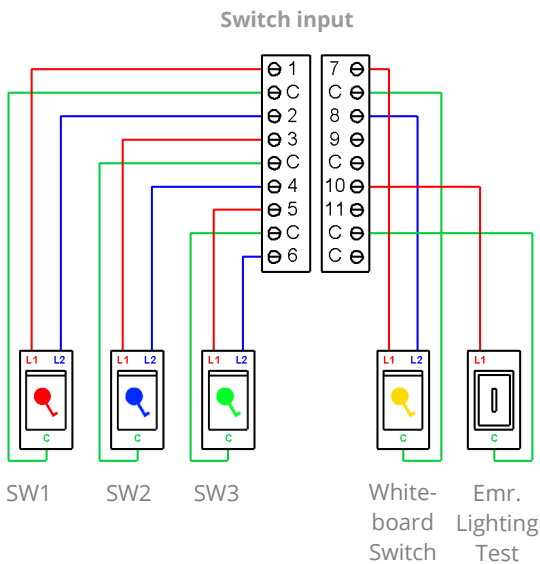 Switch input
1 7
C C
2 8
3 9
C C
4 10
5 11
C C
6 C
L1 L2 L1 L2 L1 L2 L1 L2 L1
C C C C C
SW1 SW2 SW3 White- Emr.
board Lighting
Switch Test